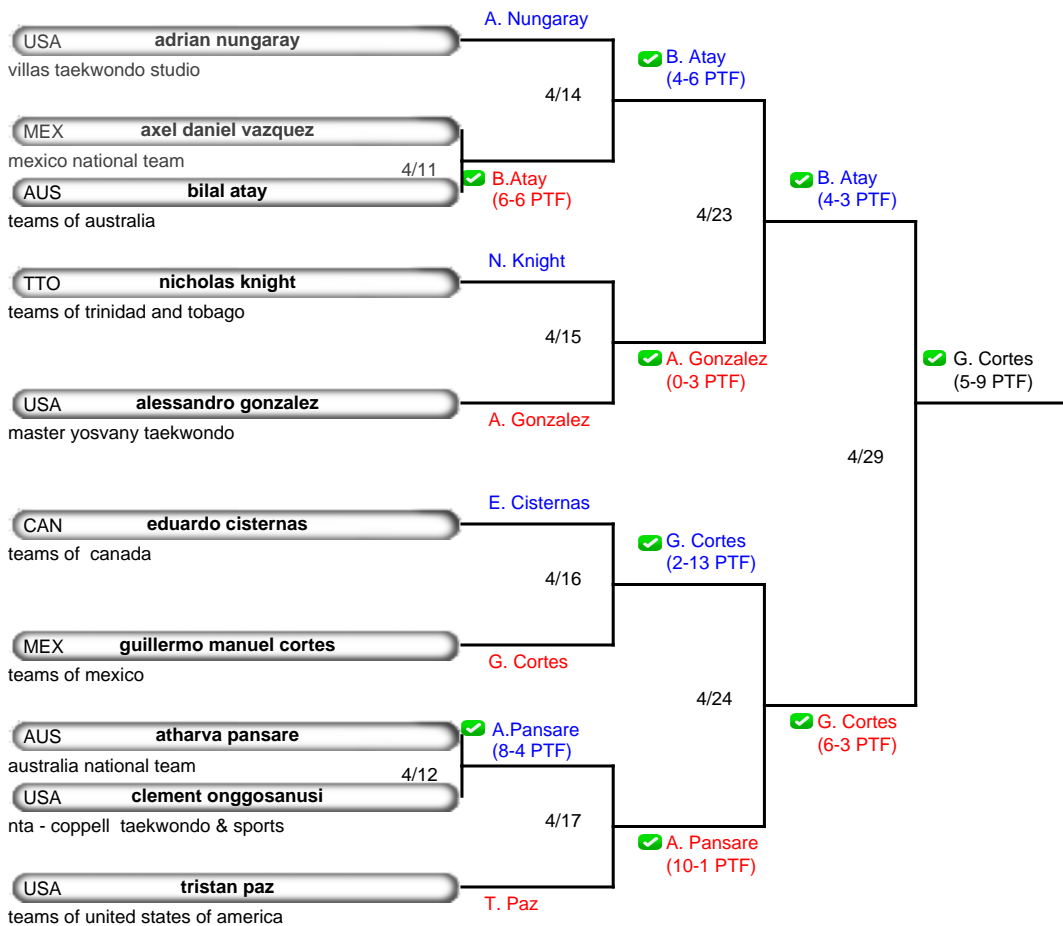 A. Nungaray
USA adrian nungaray
villas taekwondo studio
B. Atay
(4-6 PTF)
4/14
MEX axel daniel vazquez
mexico national team
4/11
B.Atay
(6-6 PTF)
AUS bilal atay
teams of australia
B. Atay
(4-3 PTF)
4/23
N. Knight
TTO nicholas knight
teams of trinidad and tobago
4/15
A. Gonzalez
(0-3 PTF)
USA alessandro gonzalez
A. Gonzalez
master yosvany taekwondo
G. Cortes
(5-9 PTF)
4/29
E. Cisternas
CAN eduardo cisternas
teams of  canada
G. Cortes
(2-13 PTF)
4/16
MEX guillermo manuel cortes
G. Cortes
teams of mexico
4/24
G. Cortes
(6-3 PTF)
AUS atharva pansare
A.Pansare
(8-4 PTF)
australia national team
4/12
USA clement onggosanusi
nta - coppell  taekwondo & sports
4/17
A. Pansare
(10-1 PTF)
USA tristan paz
T. Paz
teams of united states of america